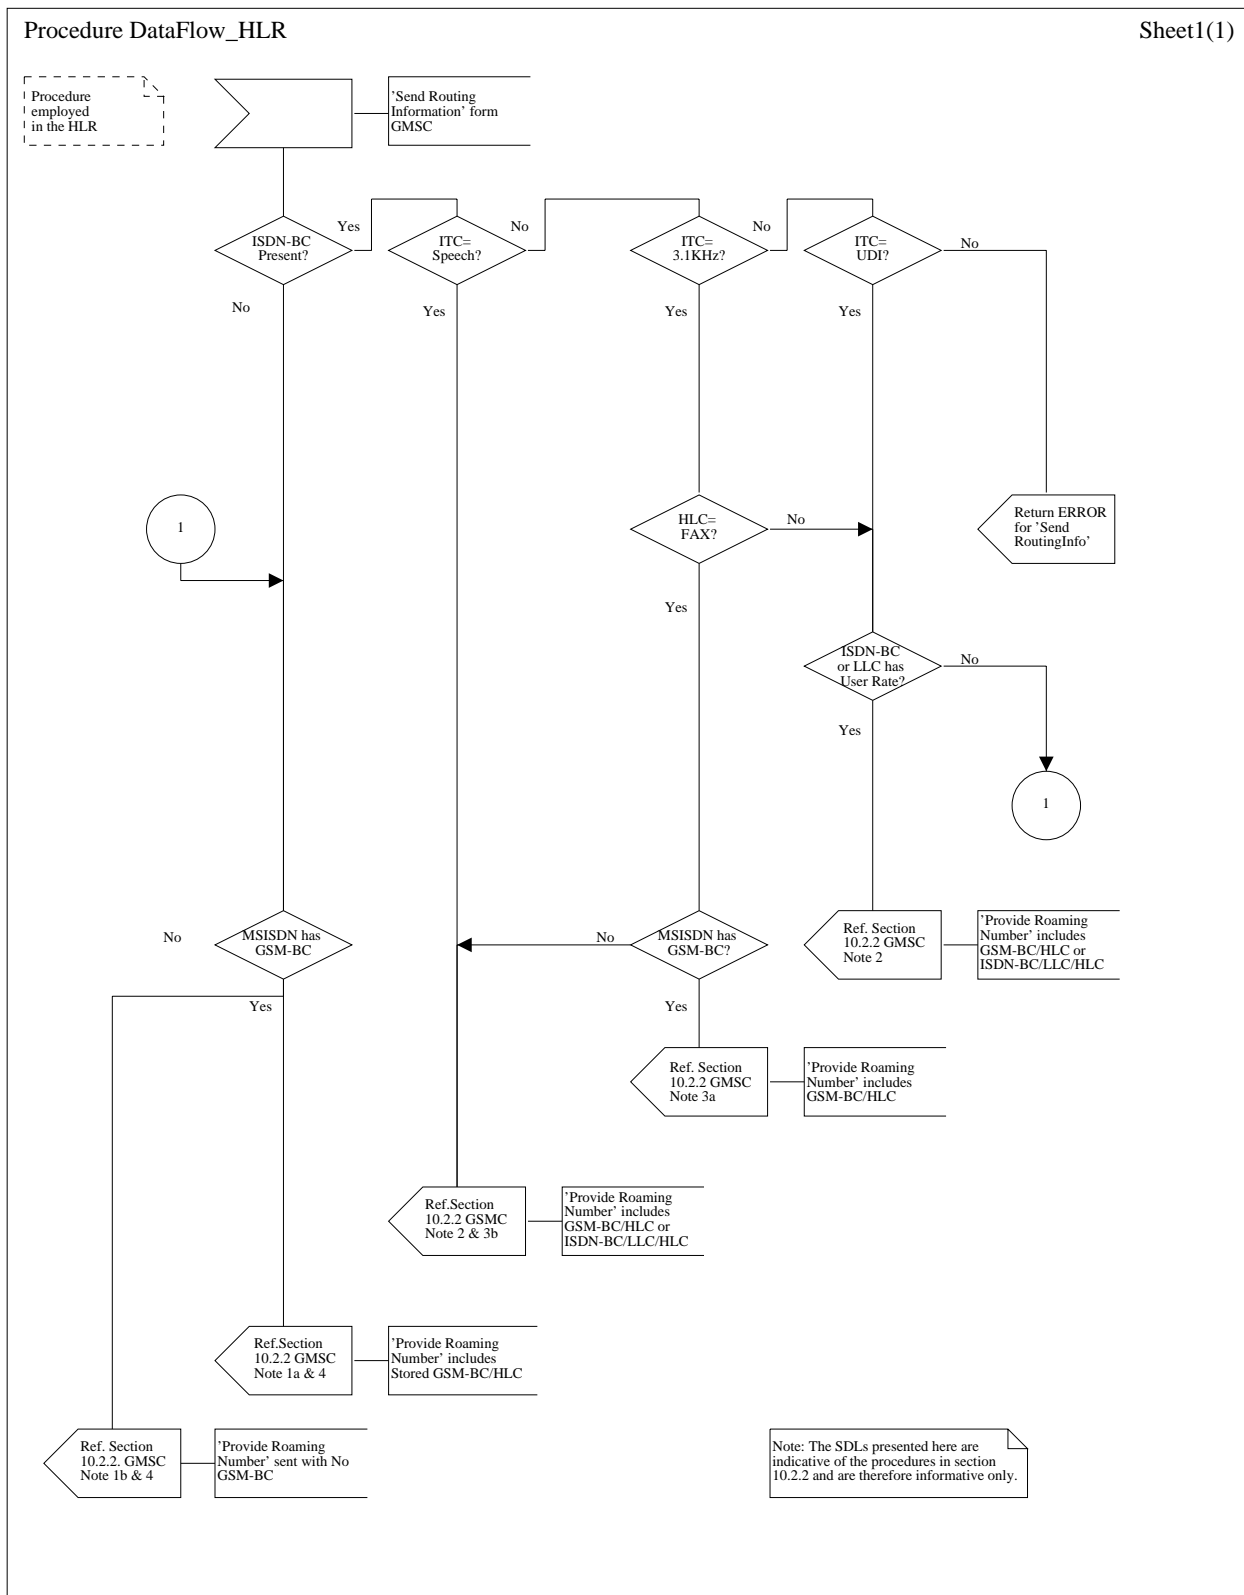 Procedure DataFlow_HLR
Sheet1(1)
Procedure
employed
in the HLR
'Send Routing
Information' form
GMSC
ISDN-BC
Present?
Yes
No
ITC=
Speech?
No
Yes
ITC=
3.1KHz?
No
Yes
ITC=
UDI?
No
Yes
1
HLC=
FAX?
No
Yes
Return ERROR
for 'Send
RoutingInfo'
ISDN-BC
or LLC has
User Rate?
No
Yes
1
No
MSISDN has
GSM-BC
Yes
No
MSISDN has
GSM-BC?
Yes
Ref. Section
10.2.2 GMSC
Note 2
'Provide Roaming
Number' includes
GSM-BC/HLC or
ISDN-BC/LLC/HLC
Ref. Section
10.2.2 GMSC
Note 3a
'Provide Roaming
Number' includes
GSM-BC/HLC
Ref.Section
10.2.2 GSMC
Note 2 & 3b
'Provide Roaming
Number' includes
GSM-BC/HLC or
ISDN-BC/LLC/HLC
Ref.Section
10.2.2 GMSC
Note 1a & 4
'Provide Roaming
Number' includes
Stored GSM-BC/HLC
Ref. Section
10.2.2. GMSC
Note 1b & 4
'Provide Roaming
Number' sent with No
GSM-BC
Note: The SDLs presented here are
indicative of the procedures in section
10.2.2 and are therefore informative only.